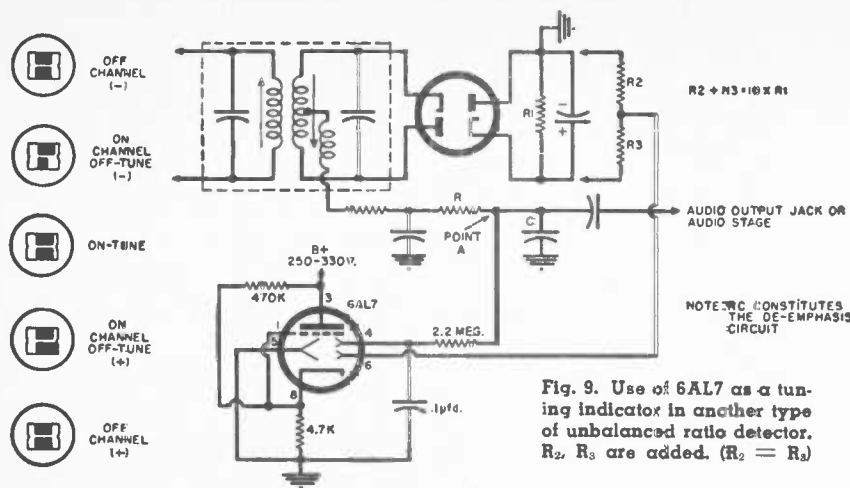 OFF
CHANNEL
(−)
ON
CHANNEL
OFF-TUNE
(−)
ON-TUNE
ON
CHANNEL
OFF-TUNE
(+)
OFF
CHANNEL
(+)
R1
−
+
R2
R3
R2 + R3 = 10 X R1
R
POINT
A
C
AUDIO OUTPUT JACK OR
AUDIO STAGE
B+
250-330V.
470K
3
6AL7
1
5
4
6
8
2.2 MEG.
.1µfd.
4.7K
NOTE: RC CONSTITUTES
THE DE-EMPHASIS
CIRCUIT
Fig. 9. Use of 6AL7 as a tun-
ing indicator in another type
of unbalanced ratio detector.
R₂, R₃ are added. (R₂ = R₃)